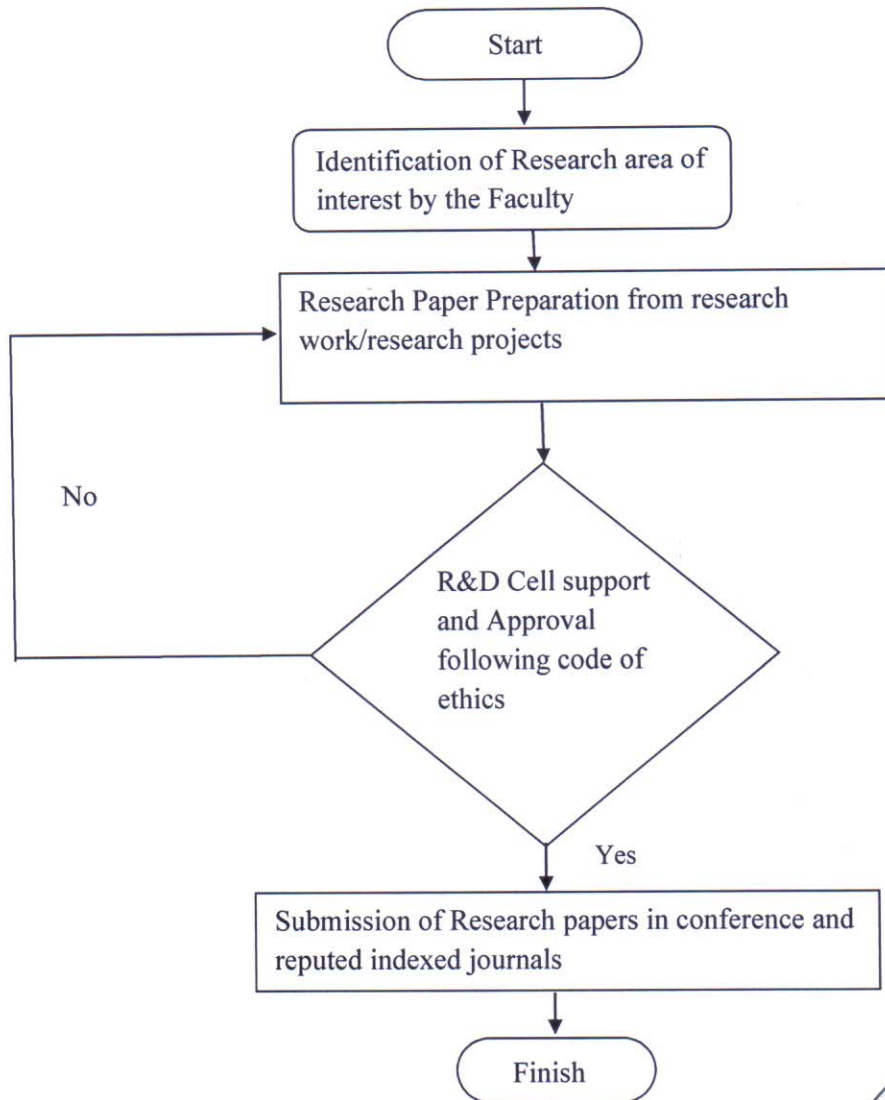 Start
Identification of Research area of
interest by the Faculty
Research Paper Preparation from research
work/research projects
No
R&D Cell support
and Approval
following code of
ethics
Yes
Submission of Research papers in conference and
reputed indexed journals
Finish